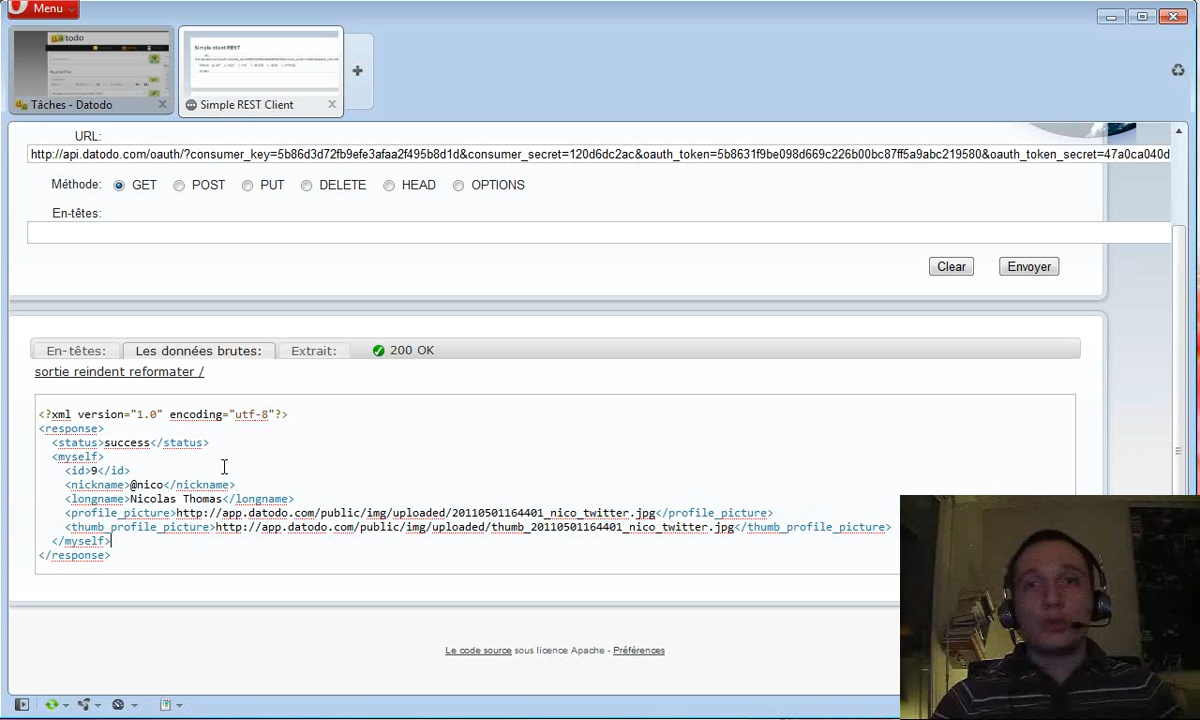 Menu
datodo
Simple client REST
Tâches - Datodo
Simple REST Client
URL:
http://api.datodo.com/oauth/?consumer_key=5b86d3d72fb9efe3afaa2f495b8d1d&consumer_secret=120d6dc2ac&oauth_token=5b8631f9be098d669c226b00bc87ff5a9abc219580&oauth_token_secret=47a0ca040d
Méthode: GET POST PUT DELETE HEAD OPTIONS
En-têtes:
Clear Envoyer
En-têtes: Les données brutes: Extrait: 200 OK
sortie reindent reformater /
<?xml version="1.0" encoding="utf-8"?>
<response>
<status>success</status>
<myself>
<id>9</id>
<nickname>@nico</nickname>
<longname>Nicolas Thomas</longname>
<profile_picture>http://app.datodo.com/public/img/uploaded/20110501164401_nico_twitter.jpg</profile_picture>
<thumb_profile_picture>http://app.datodo.com/public/img/uploaded/thumb_20110501164401_nico_twitter.jpg</thumb_profile_picture>
</myself>
</response>
Le code source sous licence Apache - Préférences